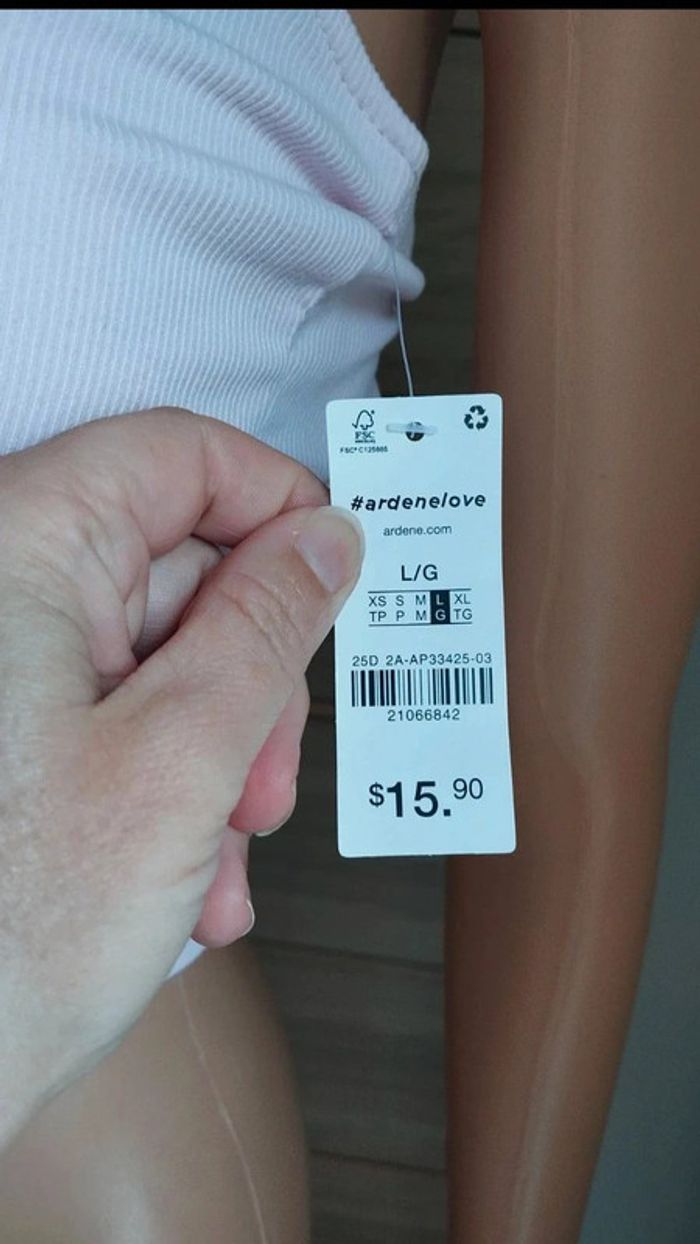 FSC
FSC® C125885
#ardenelove
ardene.com
L/G
XS S M L XL
TP P M G TG
25D 2A-AP33425-03
21066842
$15.90